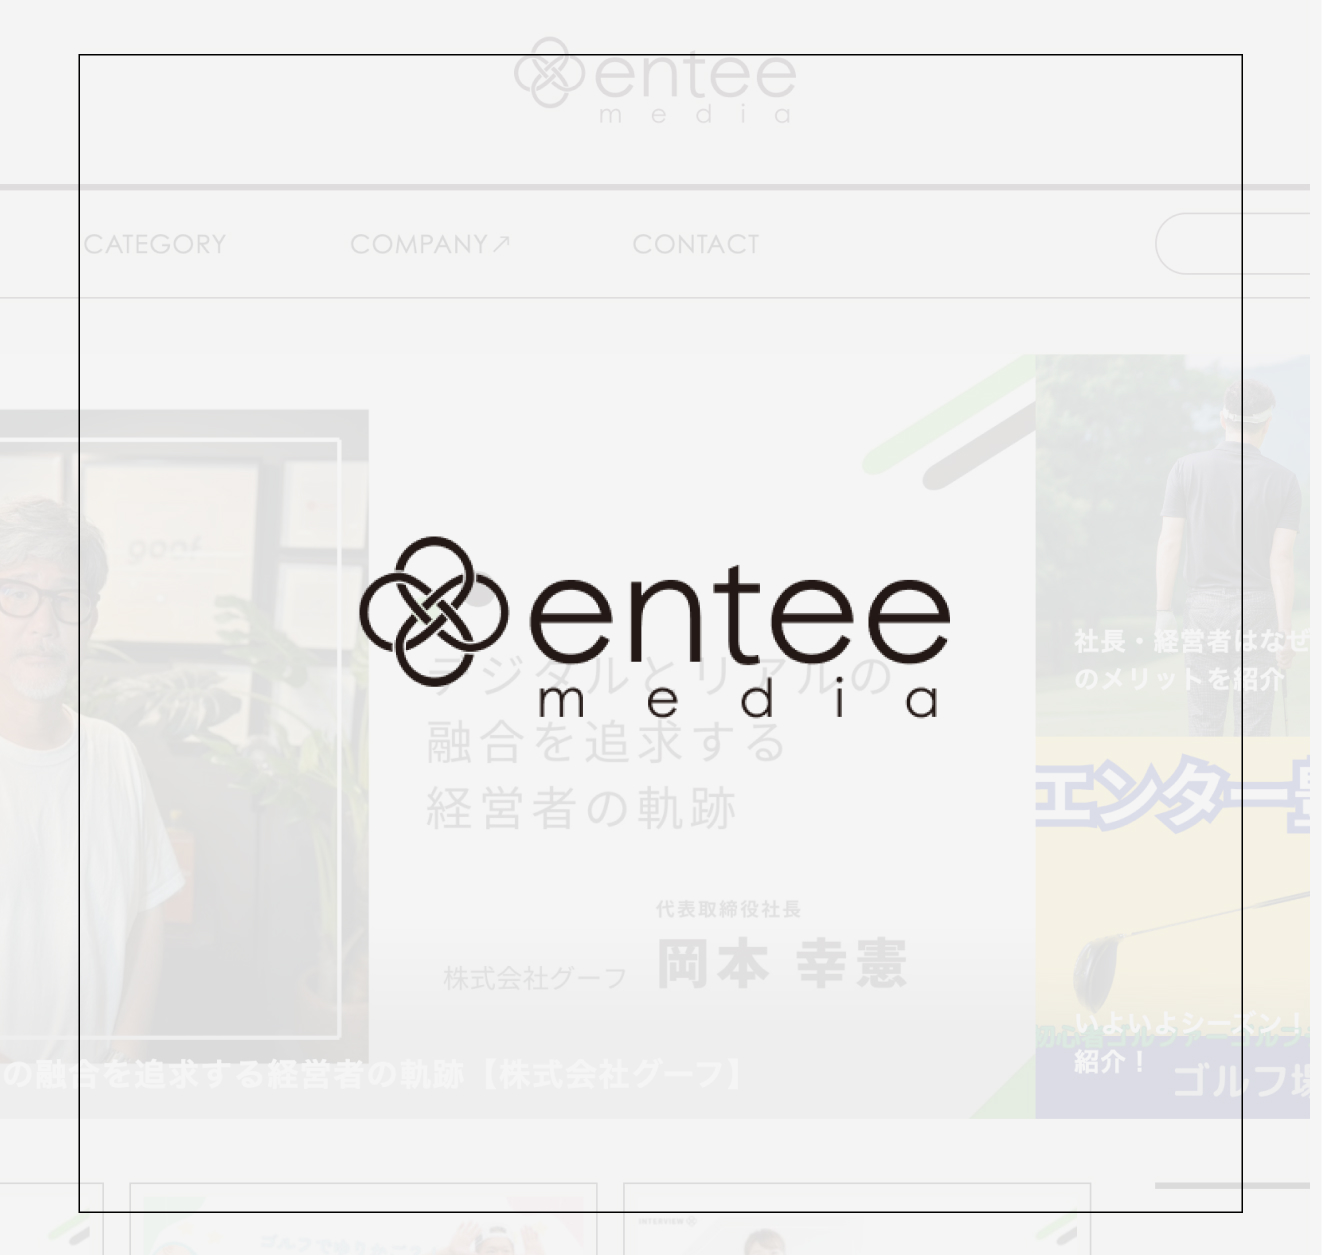 entee
media
CATEGORY
COMPANY↗
CONTACT
goof
entee
media
デジタルとリアルの
融合を追求する
経営者の軌跡
代表取締役社長
株式会社グーフ 岡本 幸憲
の融合を追求する経営者の軌跡【株式会社グーフ】
社長・経営者はなぜ
のメリットを紹介
エンター
いよいよシーズン!
紹介!
ゴルフ場
INTERVIEW